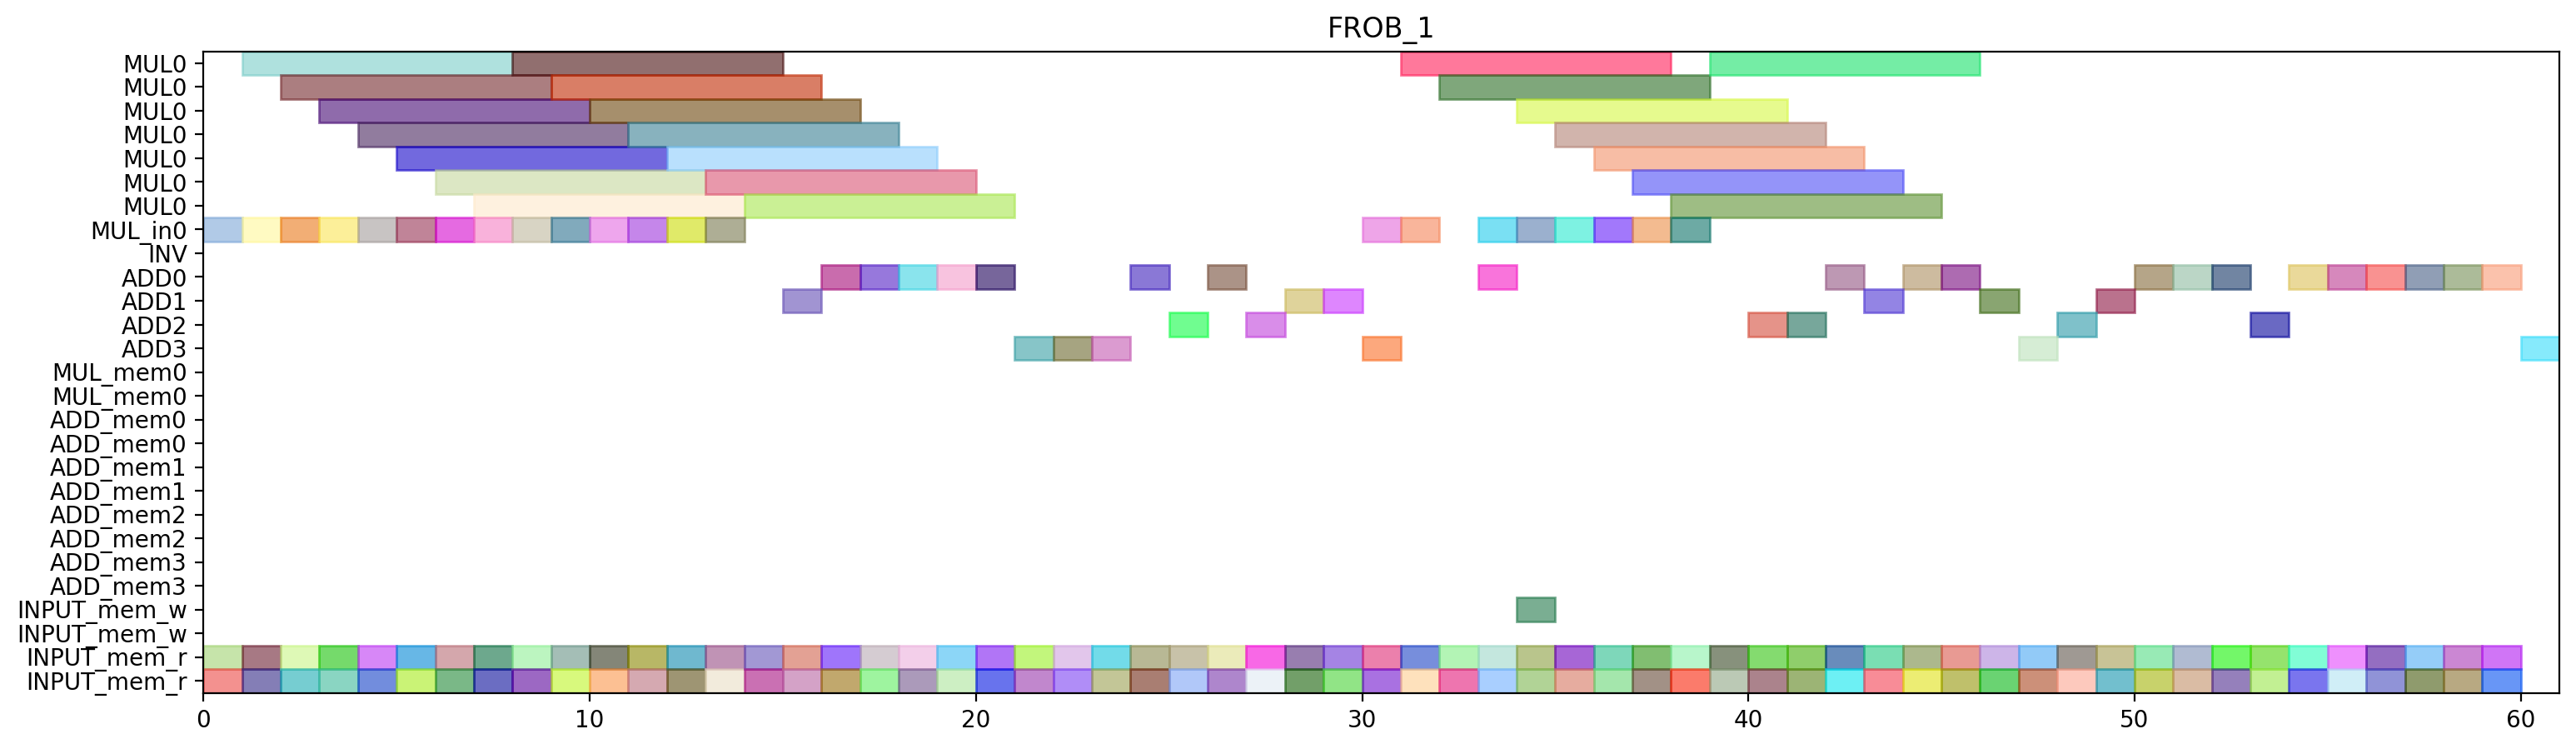 FROB_1
MUL0
MUL0
MUL0
MUL0
MUL0
MUL0
MUL0
MUL_in0
INV
ADD0
ADD1
ADD2
ADD3
MUL_mem0
MUL_mem0
ADD_mem0
ADD_mem0
ADD_mem1
ADD_mem1
ADD_mem2
ADD_mem2
ADD_mem3
ADD_mem3
INPUT_mem_w
INPUT_mem_w
INPUT_mem_r
INPUT_mem_r
0 10 20 30 40 50 60